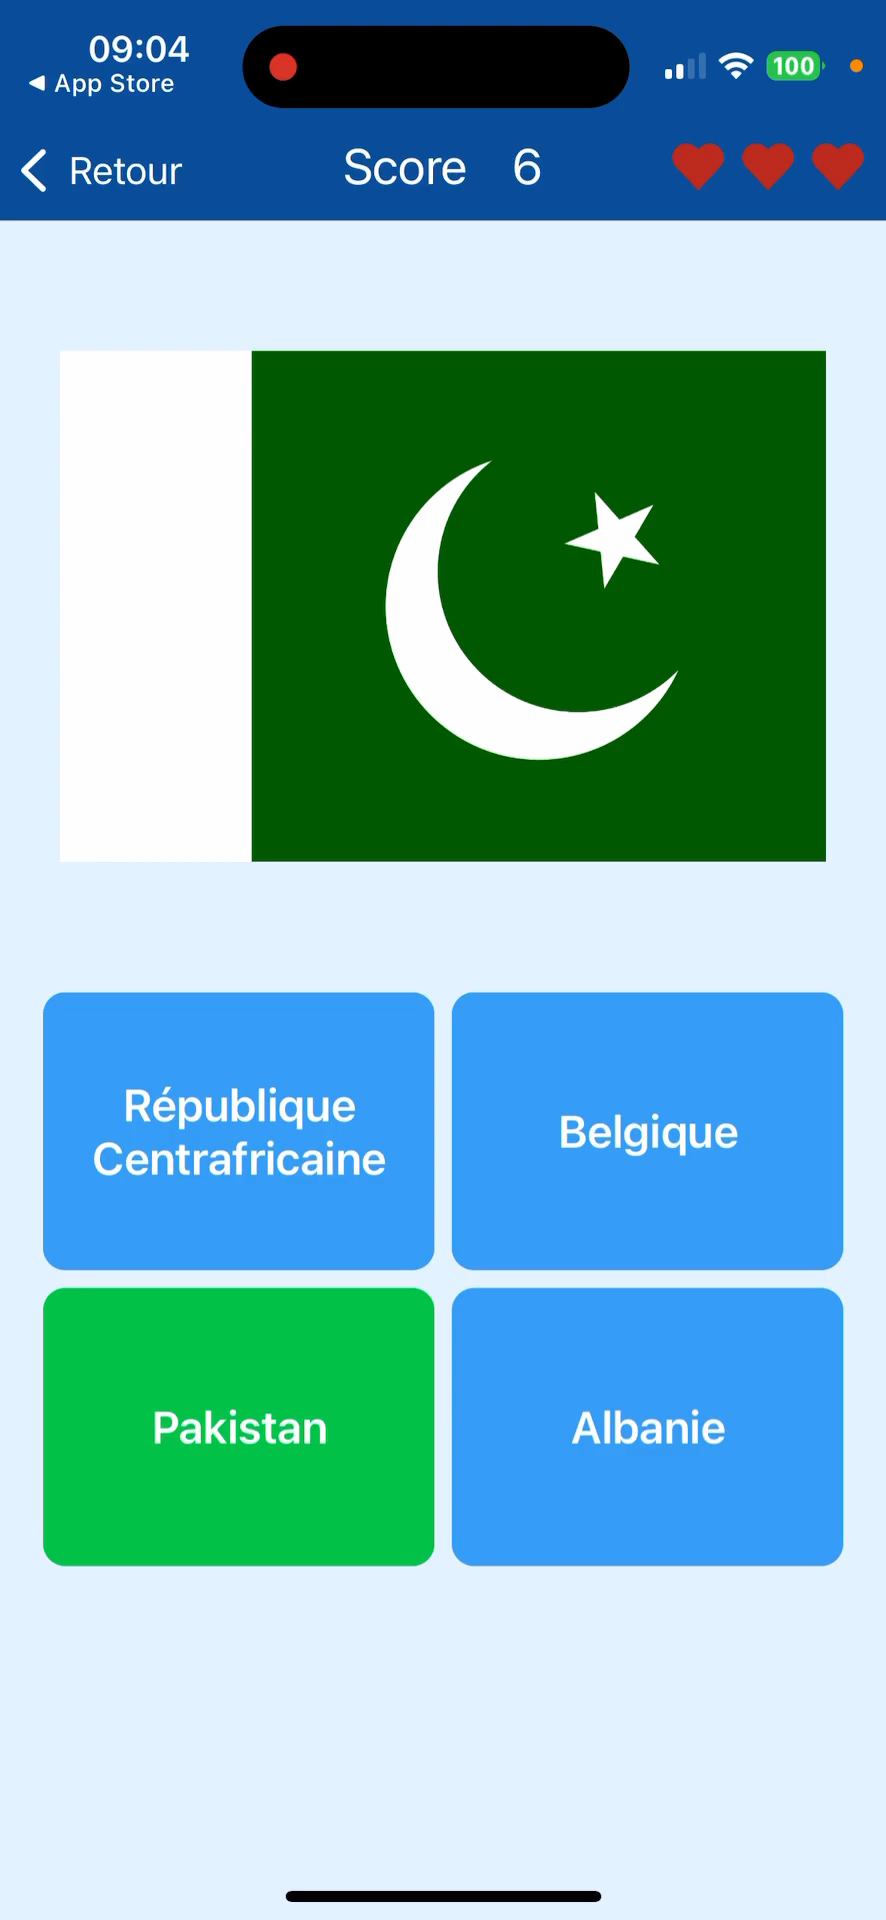 09:04
◀ App Store
100
Retour
Score 6
République
Centrafricaine
Belgique
Pakistan
Albanie